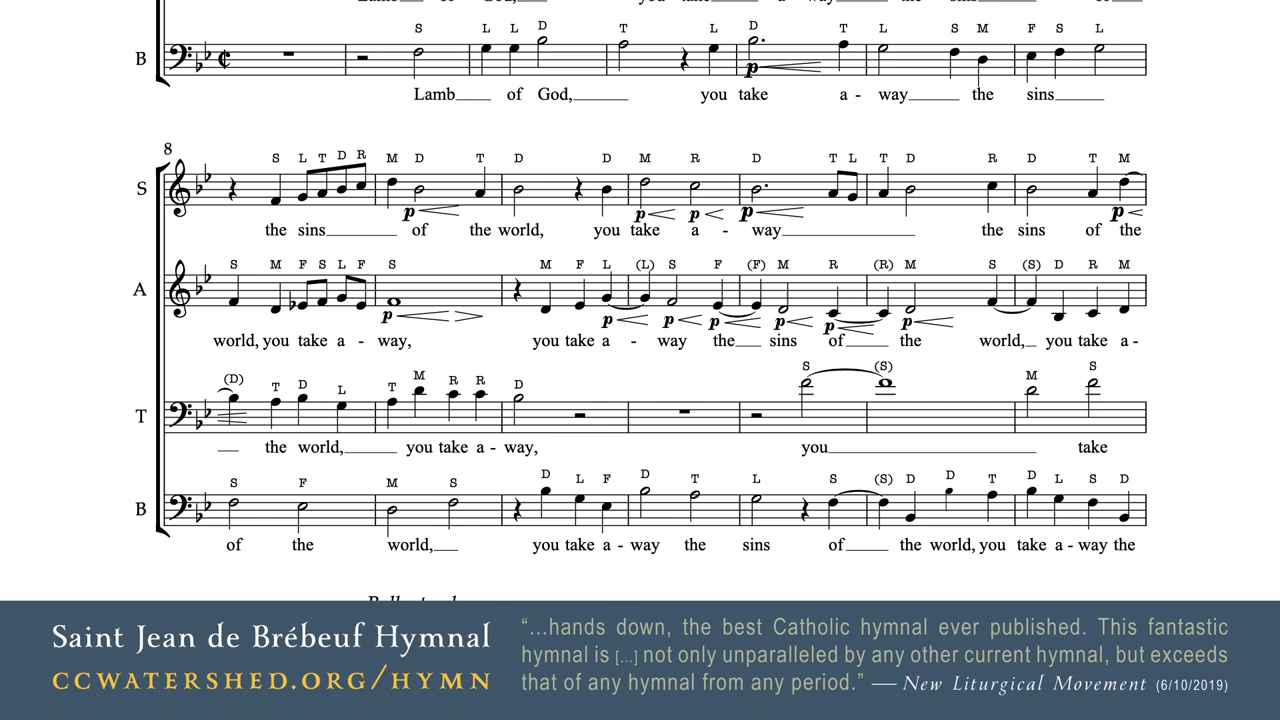 S L L D T L D T L S M F S L
B
p
Lamb of God, you take a - way the sins
8
S L T D R M D T D D M R D T L T D R D T M
S
p p p p p
the sins of the world, you take a - way the sins of the
S M F S L F S M F L (L) S F (F) M R (R) M S (S) D R M
A
p p p p p p p
world, you take a - way, you take a - way the sins of the world, you take a -
(D) T D L T M R R D S (S) M S
T
the world, you take a - way, you take
S F M S D L F D T L S (S) D D T D L S D
B
of the world, you take a - way the sins of the world, you take a - way the
Saint Jean de Brébeuf Hymnal
CCWATERSHED.ORG/HYMN
“...hands down, the best Catholic hymnal ever published. This fantastic
hymnal is [...] not only unparalleled by any other current hymnal, but exceeds
that of any hymnal from any period.” — New Liturgical Movement (6/10/2019)